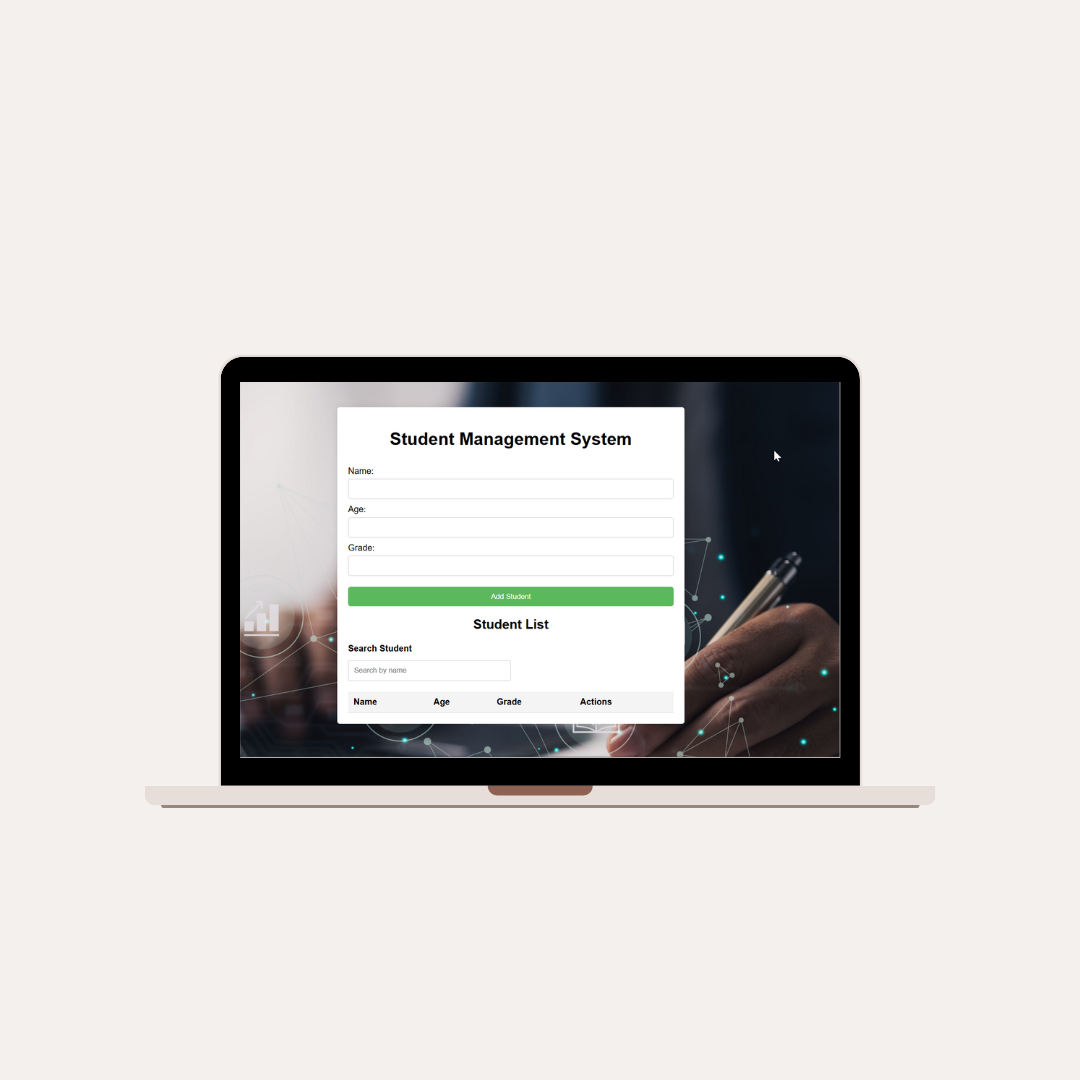 Student Management System
Name:
Age:
Grade:
Add Student
Student List
Search Student
Search by name
Name Age Grade Actions